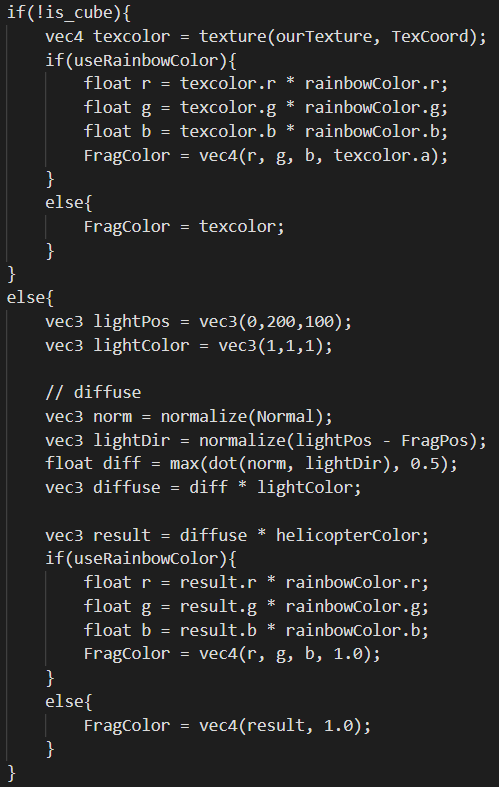 if(!is_cube){
    vec4 texcolor = texture(ourTexture, TexCoord);
    if(useRainbowColor){
        float r = texcolor.r * rainbowColor.r;
        float g = texcolor.g * rainbowColor.g;
        float b = texcolor.b * rainbowColor.b;
        FragColor = vec4(r, g, b, texcolor.a);
    }
    else{
        FragColor = texcolor;
    }
}
else{
    vec3 lightPos = vec3(0,200,100);
    vec3 lightColor = vec3(1,1,1);

    // diffuse
    vec3 norm = normalize(Normal);
    vec3 lightDir = normalize(lightPos - FragPos);
    float diff = max(dot(norm, lightDir), 0.5);
    vec3 diffuse = diff * lightColor;

    vec3 result = diffuse * helicopterColor;
    if(useRainbowColor){
        float r = result.r * rainbowColor.r;
        float g = result.g * rainbowColor.g;
        float b = result.b * rainbowColor.b;
        FragColor = vec4(r, g, b, 1.0);
    }
    else{
        FragColor = vec4(result, 1.0);
    }
}